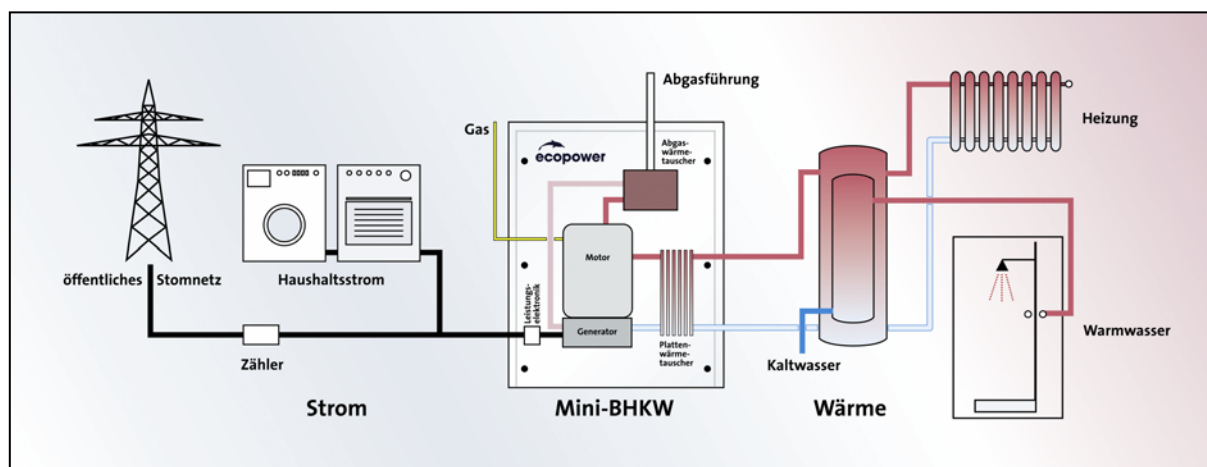 Abgasführung
Gas
ecopower
Abgas-
wärme-
tauscher
Heizung
Motor
öffentliches Stomnetz
Haushaltsstrom
Leistungs-
elektronik
Generator
Zähler
Platten-
wärme-
tauscher
Kaltwasser
Warmwasser
Strom
Mini-BHKW
Wärme